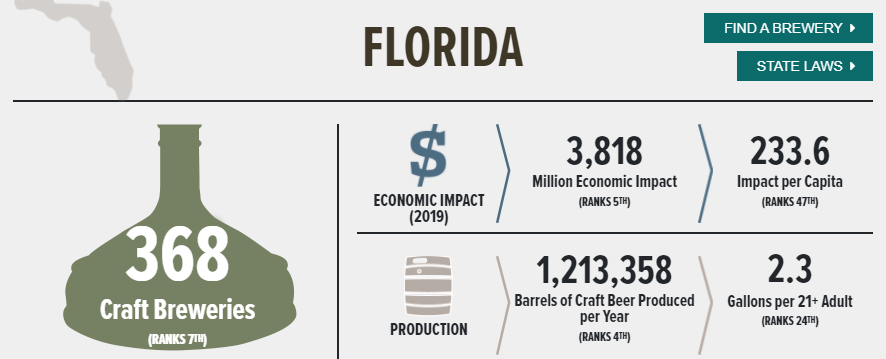 FLORIDA
FIND A BREWERY
STATE LAWS
368
Craft Breweries
(RANKS 7TH)
$
ECONOMIC IMPACT
(2019)
3,818
Million Economic Impact
(RANKS 5TH)
233.6
Impact per Capita
(RANKS 47TH)
PRODUCTION
1,213,358
Barrels of Craft Beer Produced
per Year
(RANKS 4TH)
2.3
Gallons per 21+ Adult
(RANKS 24TH)